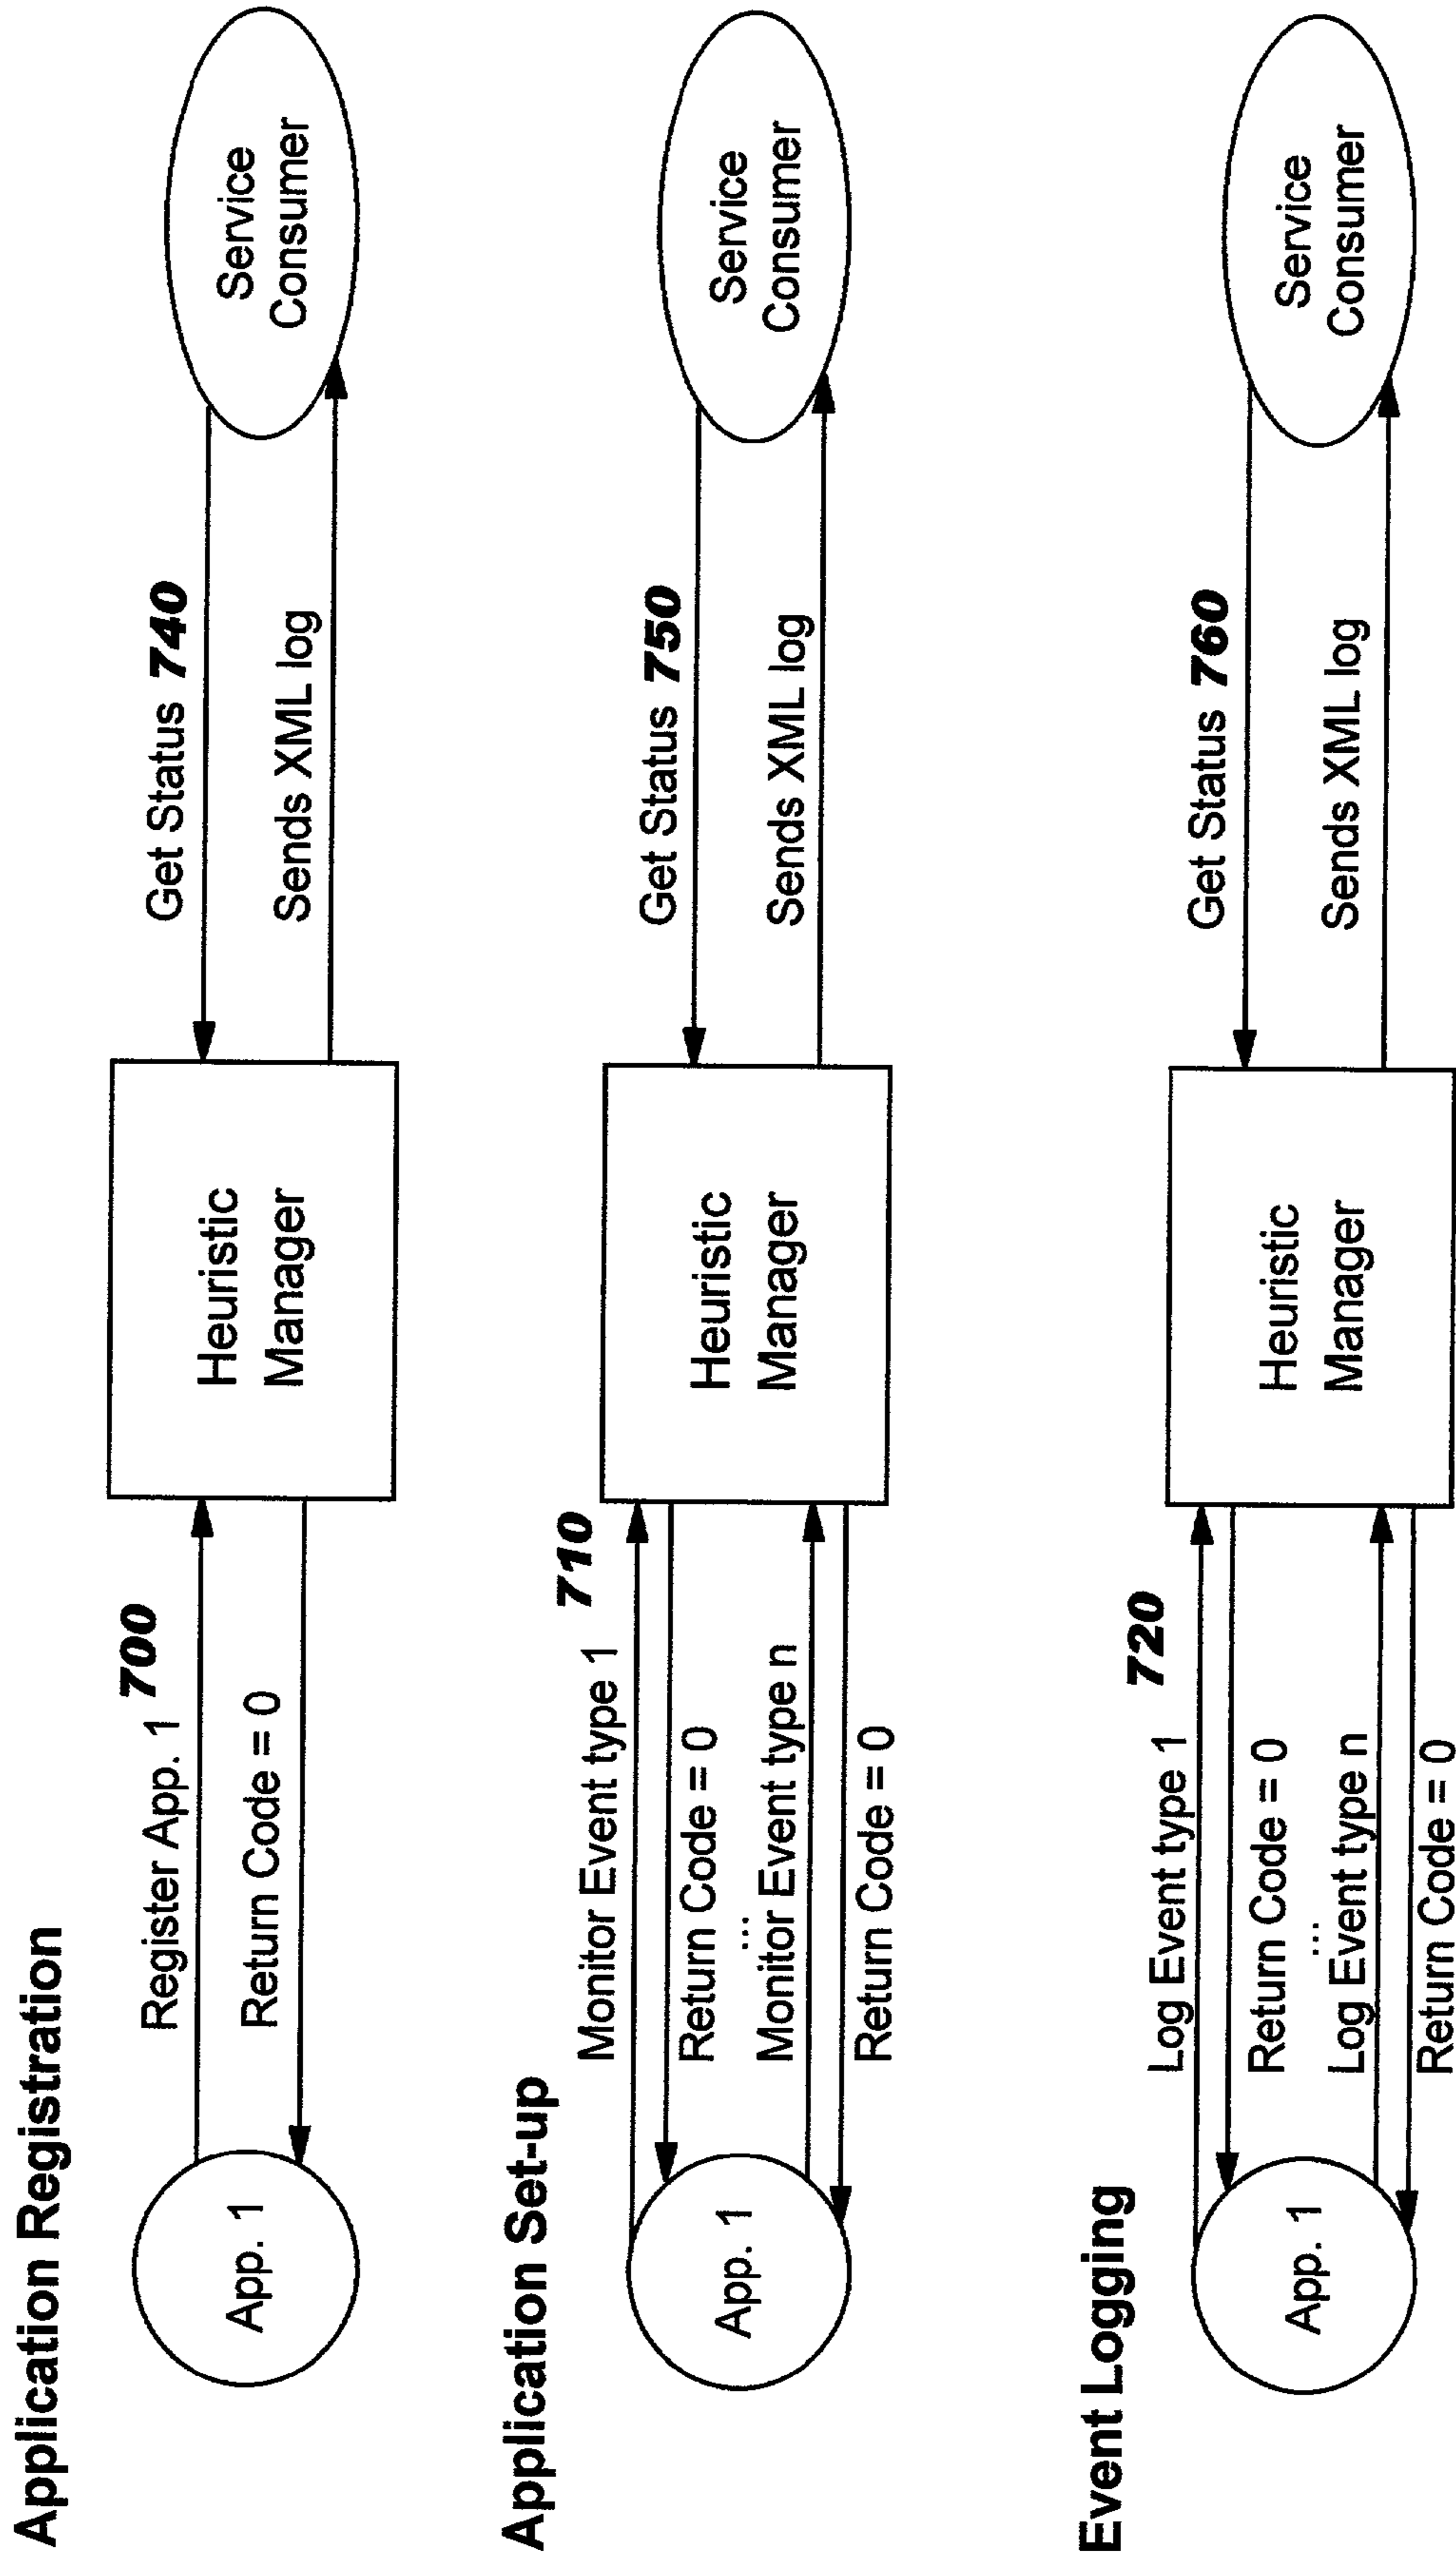 Application Registration
Register App. 1 700
Return Code = 0
App. 1
Heuristic
Manager
Get Status 740
Sends XML log
Service
Consumer
Application Set-up
Monitor Event type 1 710
Return Code = 0
...
Monitor Event type n
Return Code = 0
App. 1
Heuristic
Manager
Get Status 750
Sends XML log
Service
Consumer
Event Logging
Log Event type 1 720
Return Code = 0
...
Log Event type n
Return Code = 0
App. 1
Heuristic
Manager
Get Status 760
Sends XML log
Service
Consumer